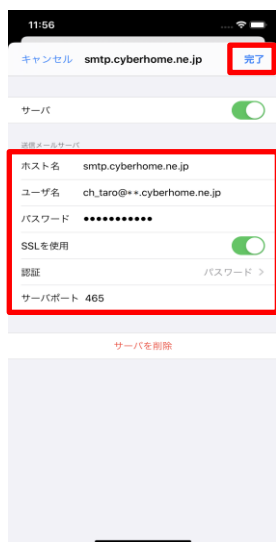 11:56
キャンセル smtp.cyberhome.ne.jp 完了
サーバ
送信メールサーバ
ホスト名 smtp.cyberhome.ne.jp
ユーザ名 ch_taro@**.cyberhome.ne.jp
パスワード ●●●●●●●●●●●
SSLを使用
認証 パスワード >
サーバポート 465
サーバを削除